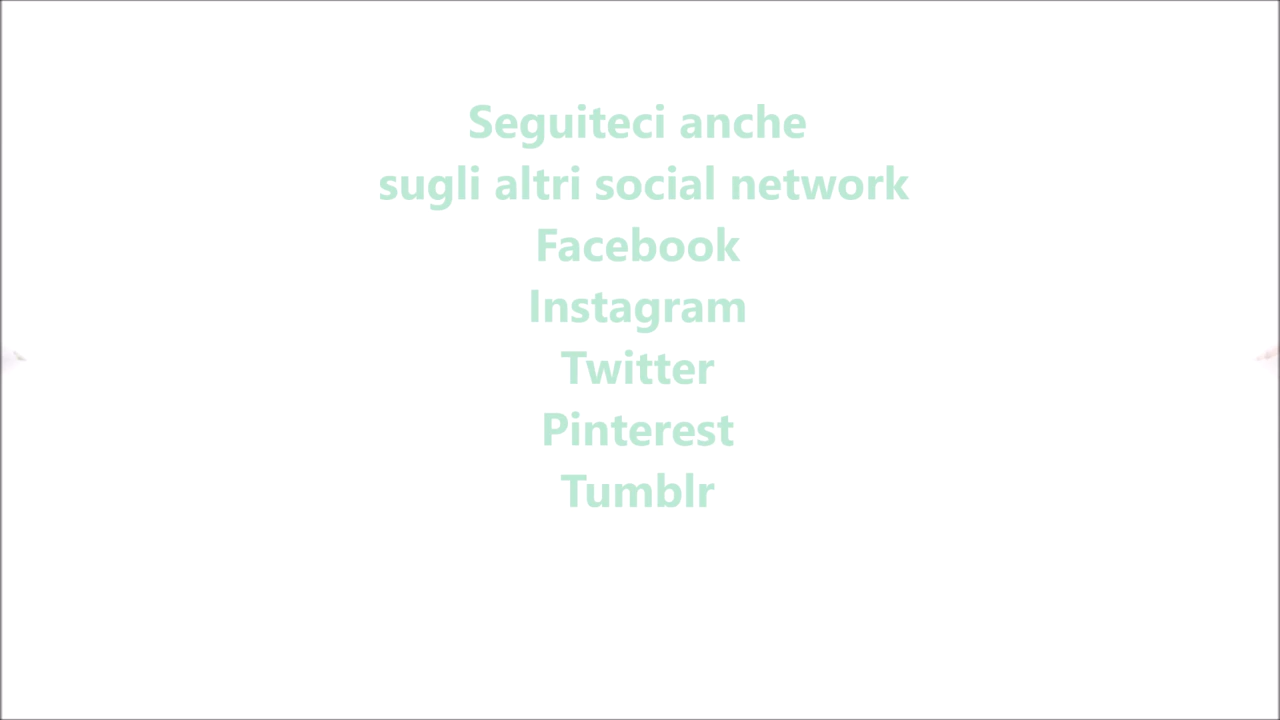 Seguiteci anche
sugli altri social network
Facebook
Instagram
Twitter
Pinterest
Tumblr